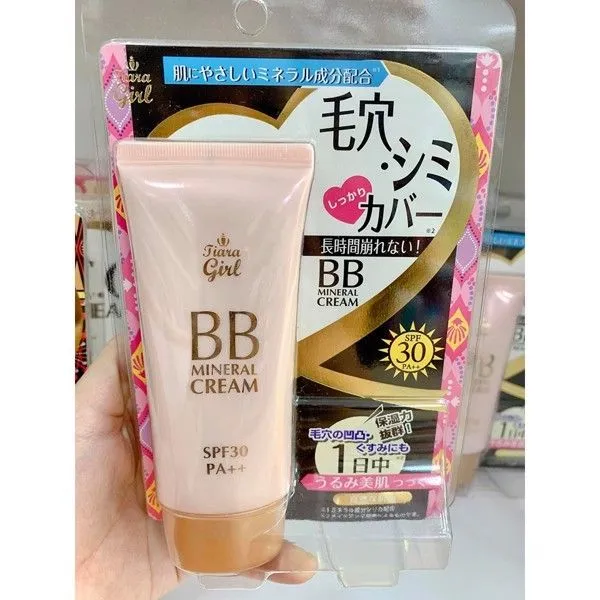 Tiara
Girl
肌にやさしいミネラル成分配合※1
毛穴
・シミ
しっかり
カバー※2
長時間崩れない!
BB
MINERAL
CREAM
SPF
30
PA++
保湿力
抜群!
毛穴の凹凸・
くすみにも
1日中
うるみ美肌つづく
Tiara
Girl
BB
MINERAL
CREAM
SPF30
PA++